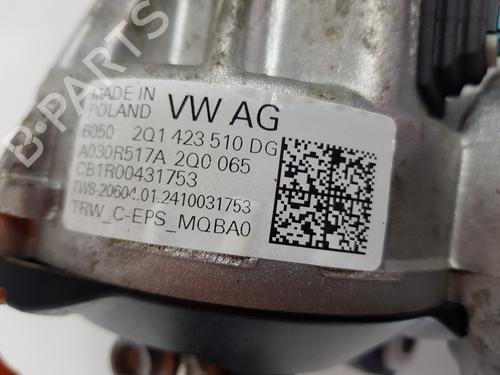 B-PARTS
MADE IN
POLAND
VW AG
6050 2Q1 423 510 DG
A030R517A 2Q0 065
CB1R00431753
TW8-20604.01.2410031753
TRW_C-EPS_MQBA0